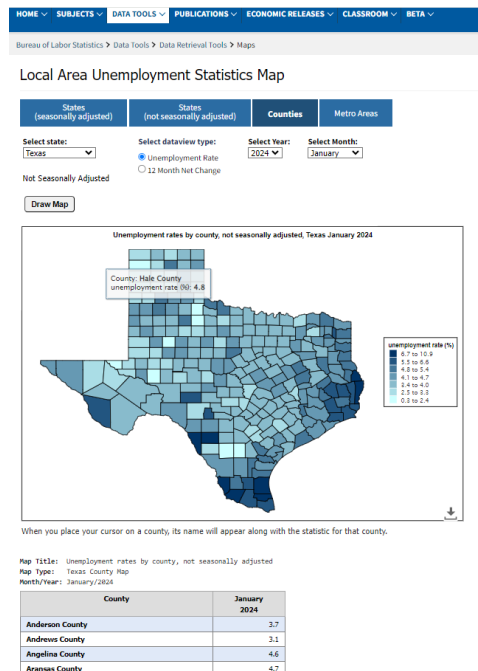 HOME SUBJECTS DATA TOOLS PUBLICATIONS ECONOMIC RELEASES CLASSROOM BETA
Bureau of Labor Statistics > Data Tools > Data Retrieval Tools > Maps
Local Area Unemployment Statistics Map
States (seasonally adjusted)
States (not seasonally adjusted)
Counties
Metro Areas
Select state:
Texas
Not Seasonally Adjusted
Select dataview type:
Unemployment Rate
12 Month Net Change
Select Year:
2024
Select Month:
January
Draw Map
Unemployment rates by county, not seasonally adjusted, Texas January 2024
County: Hale County
unemployment rate (%): 4.8
unemployment rate (%)
6.7 to 10.9
5.5 to 6.6
4.8 to 5.4
4.1 to 4.7
3.4 to 4.0
2.5 to 3.3
0.3 to 2.4
When you place your cursor on a county, its name will appear along with the statistic for that county.
Map Title: Unemployment rates by county, not seasonally adjusted
Map Type: Texas County Map
Month/Year: January/2024
County January 2024
Anderson County 3.7
Andrews County 3.1
Angelina County 4.6
Aransas County 4.7